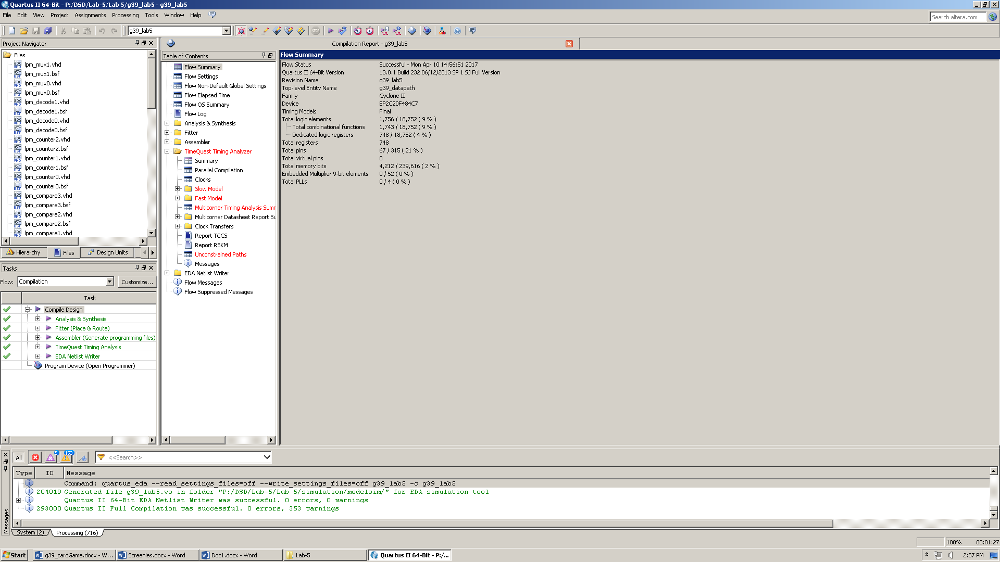 Quartus II 64-Bit - P:/DSD/Lab-5/Lab 5/g39_lab5 - g39_lab5
File Edit View Project Assignments Processing Tools Window Help
Search altera.com
g39_lab5
STOP
Project Navigator
Files
lpm_mux1.vhd
lpm_mux1.bsf
lpm_mux0.vhd
lpm_mux0.bsf
lpm_decode1.vhd
lpm_decode1.bsf
lpm_decode0.vhd
lpm_decode0.bsf
lpm_counter2.vhd
lpm_counter2.bsf
lpm_counter1.vhd
lpm_counter1.bsf
lpm_counter0.vhd
lpm_counter0.bsf
lpm_compare3.vhd
lpm_compare3.bsf
lpm_compare2.vhd
lpm_compare2.bsf
lpm_compare1.vhd
Hierarchy Files Design Units
Tasks
Flow: Compilation Customize...
Task
Compile Design
Analysis & Synthesis
Fitter (Place & Route)
Assembler (Generate programming files)
TimeQuest Timing Analysis
EDA Netlist Writer
Program Device (Open Programmer)
Compilation Report - g39_lab5
Table of Contents
Flow Summary
Flow Settings
Flow Non-Default Global Settings
Flow Elapsed Time
Flow OS Summary
Flow Log
Analysis & Synthesis
Fitter
Assembler
TimeQuest Timing Analyzer
Summary
Parallel Compilation
Clocks
Slow Model
Fast Model
Multicorner Timing Analysis Summ
Multicorner Datasheet Report Su
Clock Transfers
Report TCCS
Report RSKM
Unconstrained Paths
Messages
EDA Netlist Writer
Flow Messages
Flow Suppressed Messages
Flow Summary
Flow Status Successful - Mon Apr 10 14:56:51 2017
Quartus II 64-Bit Version 13.0.1 Build 232 06/12/2013 SP 1 SJ Full Version
Revision Name g39_lab5
Top-level Entity Name g39_datapath
Family Cyclone II
Device EP2C20F484C7
Timing Models Final
Total logic elements 1,756 / 18,752 ( 9 % )
Total combinational functions 1,743 / 18,752 ( 9 % )
Dedicated logic registers 748 / 18,752 ( 4 % )
Total registers 748
Total pins 67 / 315 ( 21 % )
Total virtual pins 0
Total memory bits 4,212 / 239,616 ( 2 % )
Embedded Multiplier 9-bit elements 0 / 52 ( 0 % )
Total PLLs 0 / 4 ( 0 % )
All 5 153 <<Search>>
Type ID Message
Command: quartus_eda --read_settings_files=off --write_settings_files=off g39_lab5 -c g39_lab5
204019 Generated file g39_lab5.vo in folder "P:/DSD/Lab-5/Lab 5/simulation/modelsim/" for EDA simulation tool
Quartus II 64-Bit EDA Netlist Writer was successful. 0 errors, 0 warnings
293000 Quartus II Full Compilation was successful. 0 errors, 353 warnings
Messages
System (2) Processing (716)
100% 00:01:27
Start g39_cardGame.docx - W... Screenies.docx - Word Doc1.docx - Word Lab-5 Quartus II 64-Bit - P:/... 2:57 PM